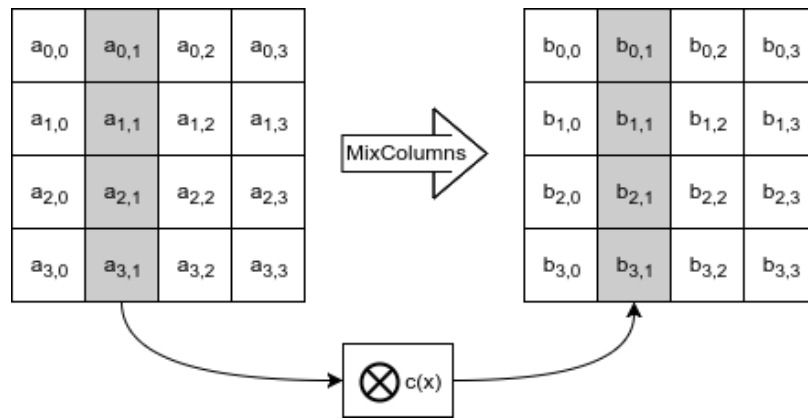 a0,0 a0,1 a0,2 a0,3
b0,0 b0,1 b0,2 b0,3
a1,0 a1,1 a1,2 a1,3
MixColumns
b1,0 b1,1 b1,2 b1,3
a2,0 a2,1 a2,2 a2,3
b2,0 b2,1 b2,2 b2,3
a3,0 a3,1 a3,2 a3,3
b3,0 b3,1 b3,2 b3,3
⊗ c(x)